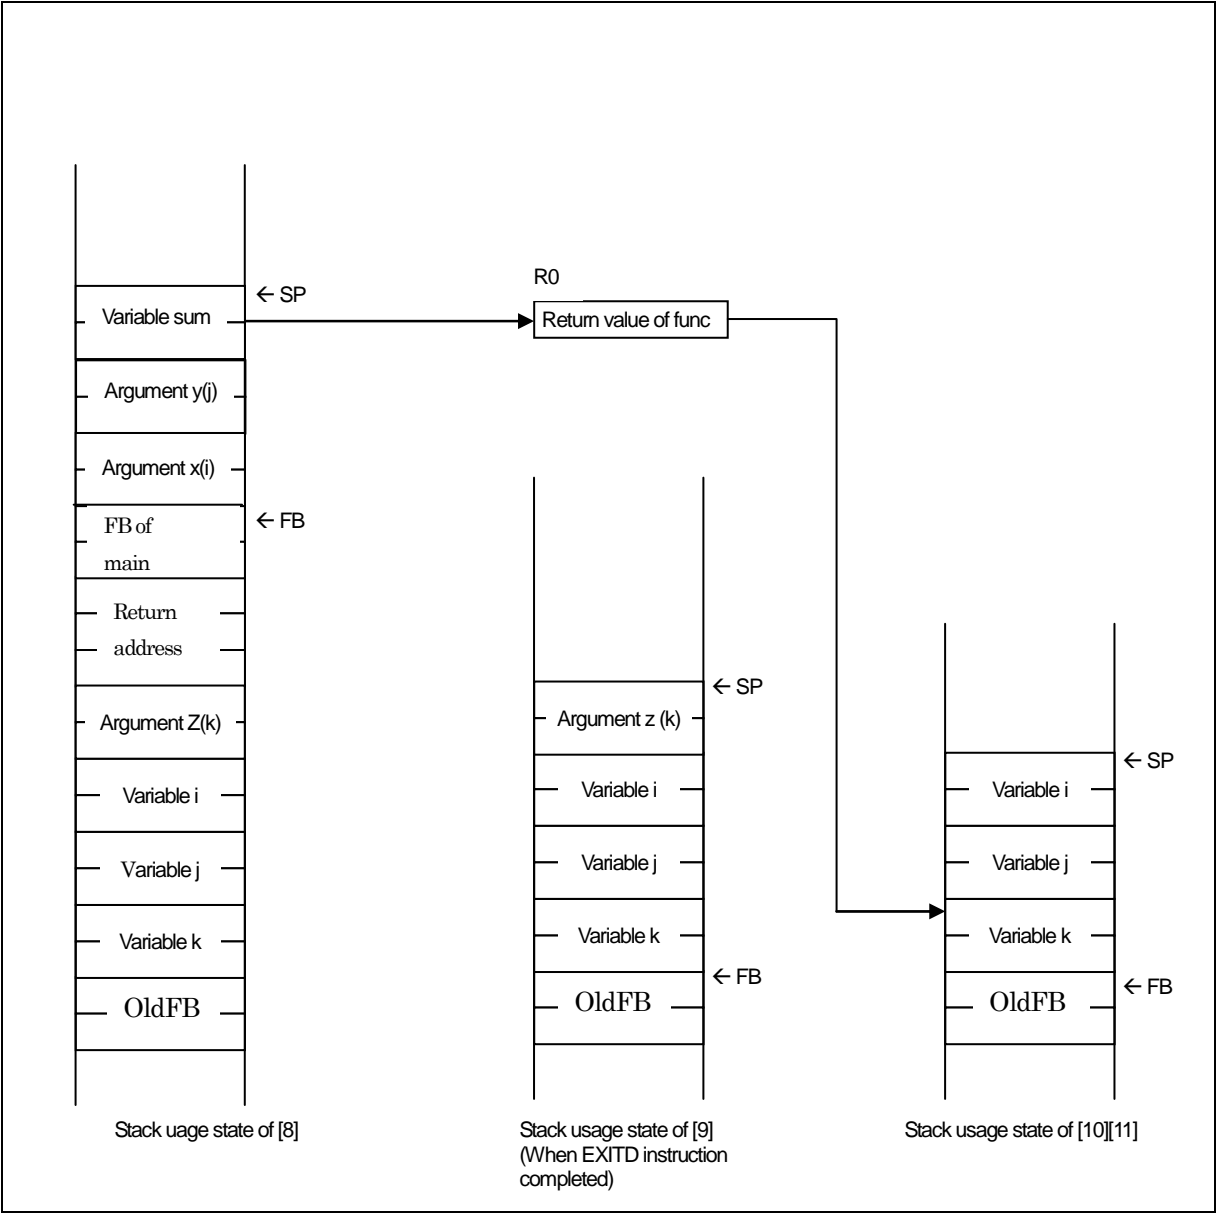 R0
← SP
Variable sum
Return value of func
Argument y(j)
Argument x(i)
FB of
main
← FB
Return
address
Argument Z(k)
Variable i
Variable j
Variable k
OldFB
Stack uage state of [8]
← SP
Argument z (k)
Variable i
Variable j
Variable k
← FB
OldFB
Stack usage state of [9]
(When EXITD instruction
completed)
← SP
Variable i
Variable j
Variable k
← FB
OldFB
Stack usage state of [10][11]